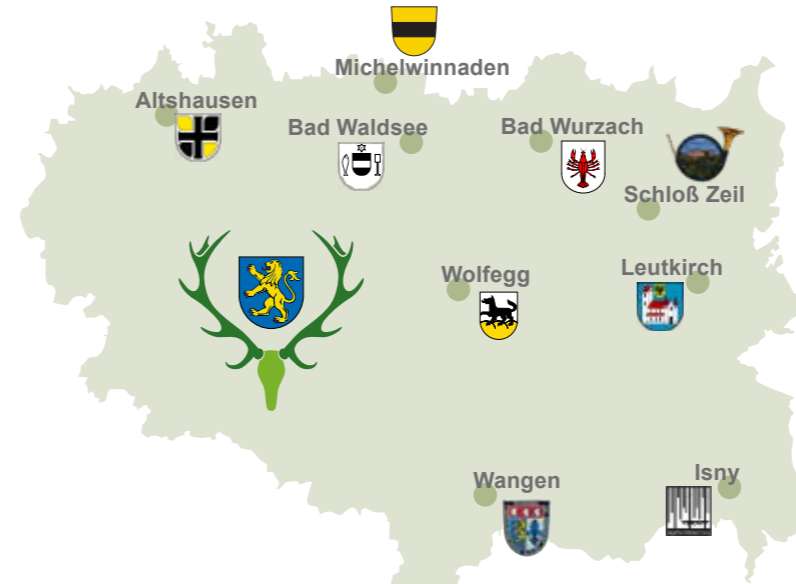 Michelwinnaden
Altshausen
Bad Waldsee
Bad Wurzach
Schloß Zeil
Wolfegg
Leutkirch
Wangen
Isny